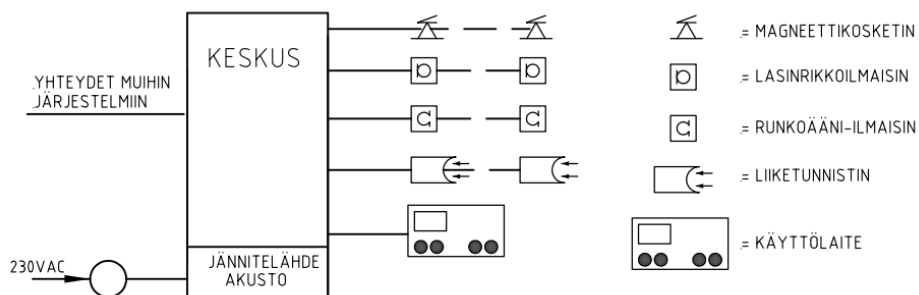 KESKUS
YHTEYDET MUIHIN
JÄRJESTELMIIN
230VAC
JÄNNITELÄHDE
AKUSTO
= MAGNEETTIKOSKETIN
= LASINRIKKOILMAISIN
= RUNKOÄÄNI-ILMAISIN
= LIIKETUNNISTIN
= KÄYTTÖLAITE